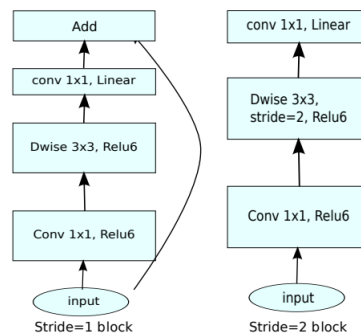 Add
conv 1x1, Linear
Dwise 3x3, Relu6
Conv 1x1, Relu6
input
Stride=1 block
conv 1x1, Linear
Dwise 3x3,
stride=2, Relu6
Conv 1x1, Relu6
input
Stride=2 block